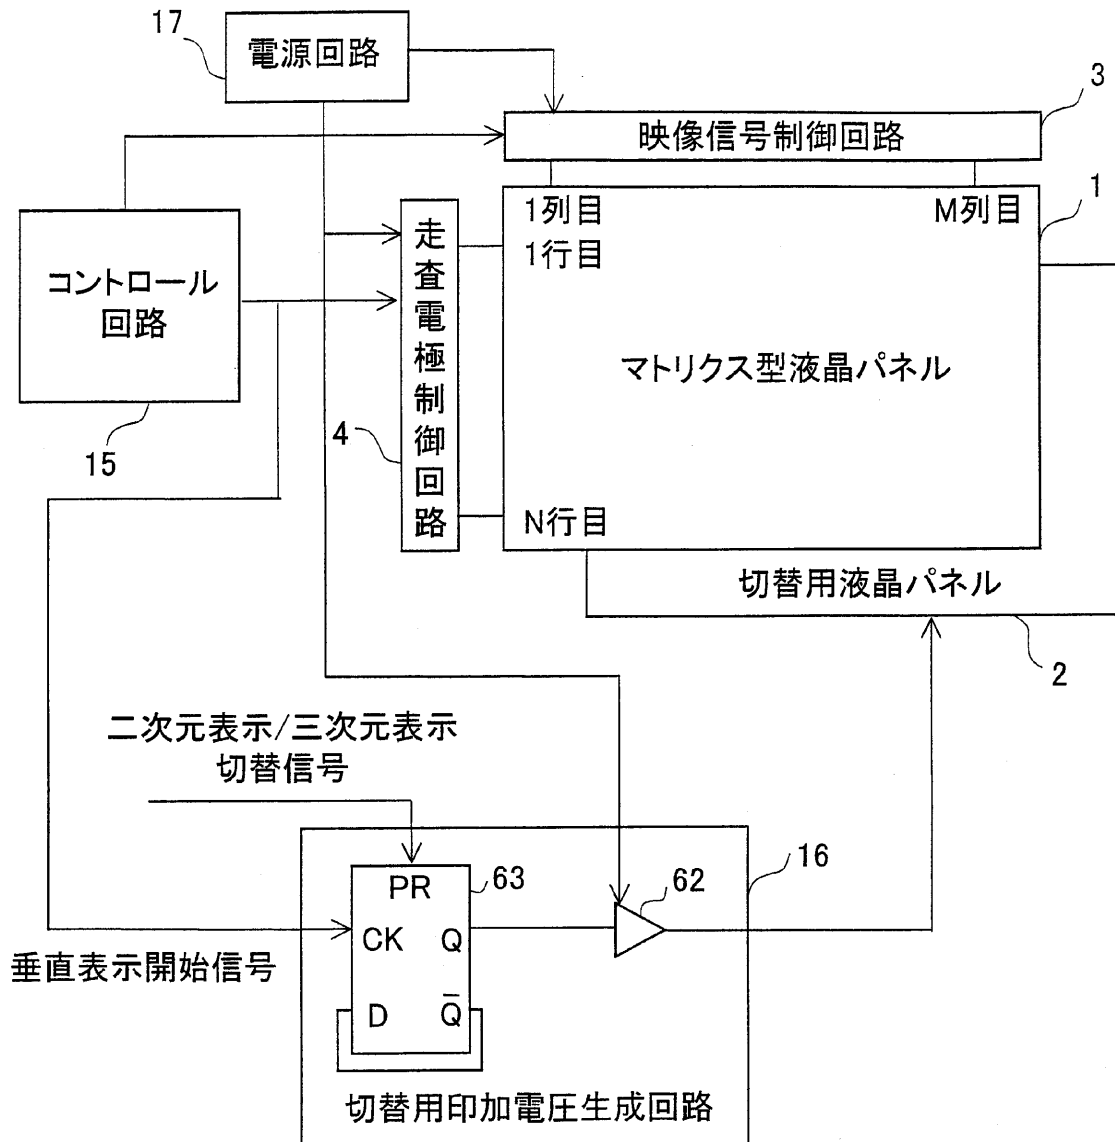 17
電源回路
3
映像信号制御回路
1
1列目
M列目
1行目
走査電極制御回路
コントロール
回路
マトリクス型液晶パネル
4
15
N行目
切替用液晶パネル
2
二次元表示/三次元表示
切替信号
16
63
62
PR
CK
Q
垂直表示開始信号
D
Q̅
切替用印加電圧生成回路